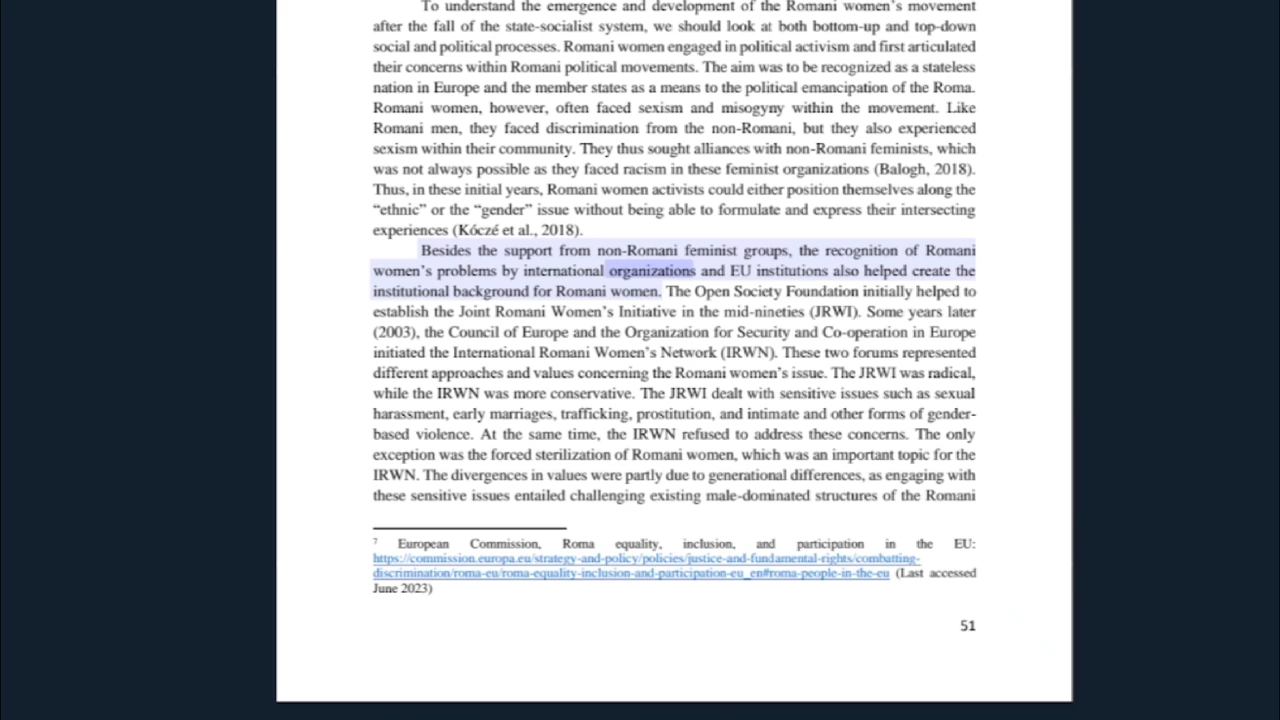 To understand the emergence and development of the Romani women's movement
after the fall of the state-socialist system, we should look at both bottom-up and top-down
social and political processes. Romani women engaged in political activism and first articulated
their concerns within Romani political movements. The aim was to be recognized as a stateless
nation in Europe and the member states as a means to the political emancipation of the Roma.
Romani women, however, often faced sexism and misogyny within the movement. Like
Romani men, they faced discrimination from the non-Romani, but they also experienced
sexism within their community. They thus sought alliances with non-Romani feminists, which
was not always possible as they faced racism in these feminist organizations (Balogh, 2018).
Thus, in these initial years, Romani women activists could either position themselves along the
“ethnic” or the “gender” issue without being able to formulate and express their intersecting
experiences (Kóczé et al., 2018).
Besides the support from non-Romani feminist groups, the recognition of Romani
women's problems by international organizations and EU institutions also helped create the
institutional background for Romani women. The Open Society Foundation initially helped to
establish the Joint Romani Women's Initiative in the mid-nineties (JRWI). Some years later
(2003), the Council of Europe and the Organization for Security and Co-operation in Europe
initiated the International Romani Women's Network (IRWN). These two forums represented
different approaches and values concerning the Romani women's issue. The JRWI was radical,
while the IRWN was more conservative. The JRWI dealt with sensitive issues such as sexual
harassment, early marriages, trafficking, prostitution, and intimate and other forms of gender-
based violence. At the same time, the IRWN refused to address these concerns. The only
exception was the forced sterilization of Romani women, which was an important topic for the
IRWN. The divergences in values were partly due to generational differences, as engaging with
these sensitive issues entailed challenging existing male-dominated structures of the Romani
7 European Commission, Roma equality, inclusion, and participation in the EU:
https://commission.europa.eu/strategy-and-policy/policies/justice-and-fundamental-rights/combatting-
discrimination/roma-eu/roma-equality-inclusion-and-participation-eu_en#roma-people-in-the-eu (Last accessed
June 2023)
51